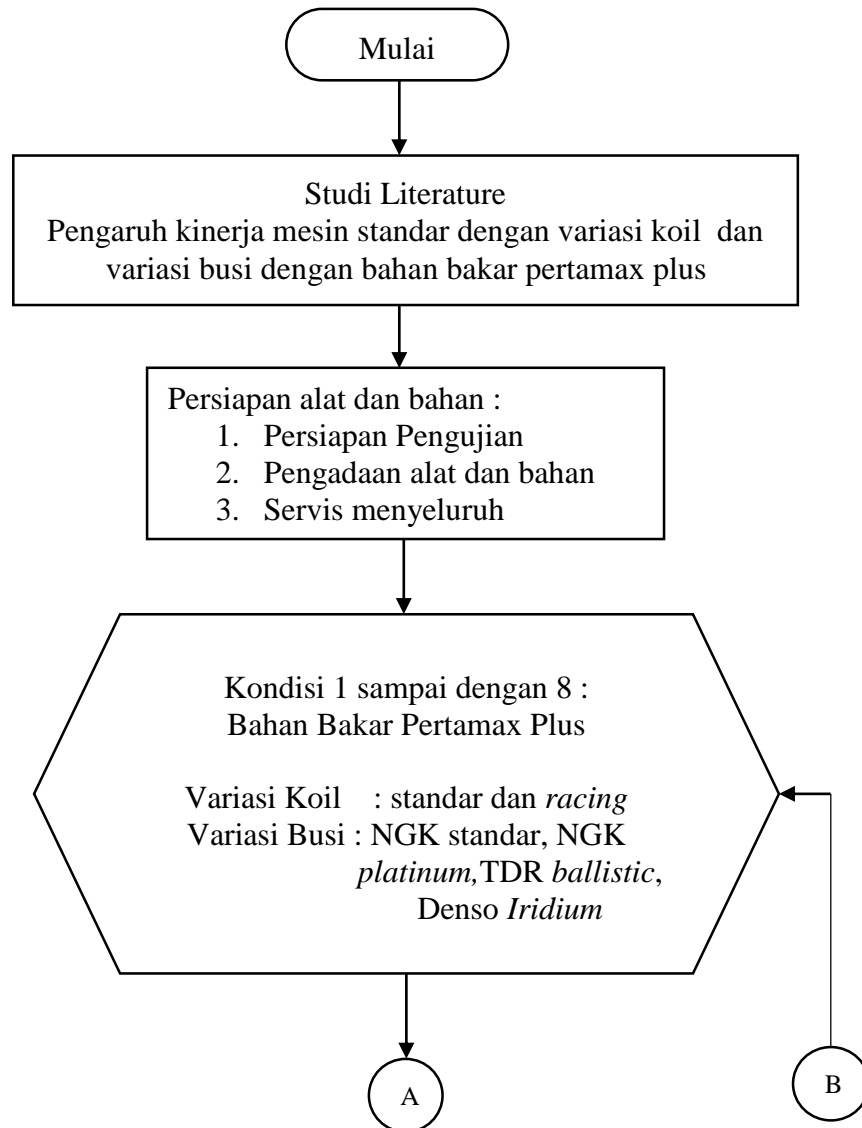 Mulai
Studi Literature
Pengaruh kinerja mesin standar dengan variasi koil dan
variasi busi dengan bahan bakar pertamax plus
Persiapan alat dan bahan :
1. Persiapan Pengujian
2. Pengadaan alat dan bahan
3. Servis menyeluruh
Kondisi 1 sampai dengan 8 :
Bahan Bakar Pertamax Plus
Variasi Koil : standar dan racing
Variasi Busi : NGK standar, NGK
platinum,TDR ballistic,
Denso Iridium
A
B